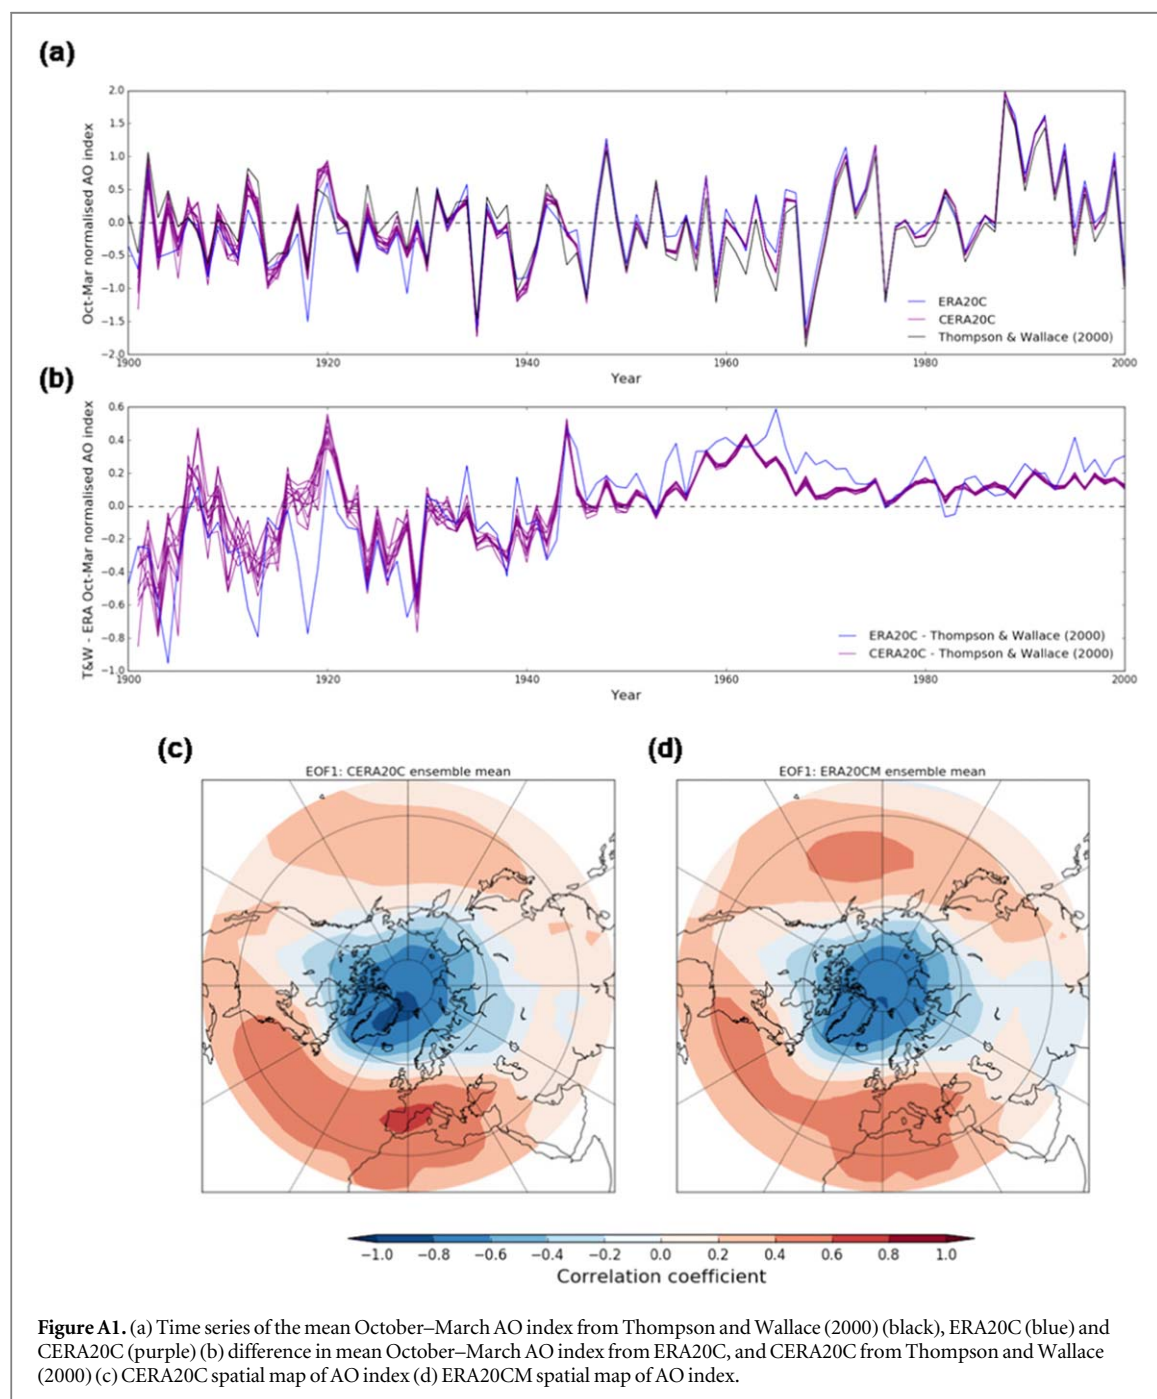 (a)
2.0
1.5
1.0
0.5
0.0
−0.5
−1.0
−1.5
−2.0
Oct-Mar normalised AO index
ERA20C
CERA20C
Thompson & Wallace (2000)
1900 1920 1940 1960 1980 2000
Year
(b)
0.6
0.4
0.2
0.0
−0.2
−0.4
−0.6
−0.8
−1.0
T&W - ERA Oct-Mar normalised AO index
ERA20C - Thompson & Wallace (2000)
CERA20C - Thompson & Wallace (2000)
1900 1920 1940 1960 1980 2000
Year
(c)
EOF1: CERA20C ensemble mean
(d)
EOF1: ERA20CM ensemble mean
−1.0 −0.8 −0.6 −0.4 −0.2 0.0 0.2 0.4 0.6 0.8 1.0
Correlation coefficient
Figure A1. (a) Time series of the mean October–March AO index from Thompson and Wallace (2000) (black), ERA20C (blue) and
CERA20C (purple) (b) difference in mean October–March AO index from ERA20C, and CERA20C from Thompson and Wallace
(2000) (c) CERA20C spatial map of AO index (d) ERA20CM spatial map of AO index.